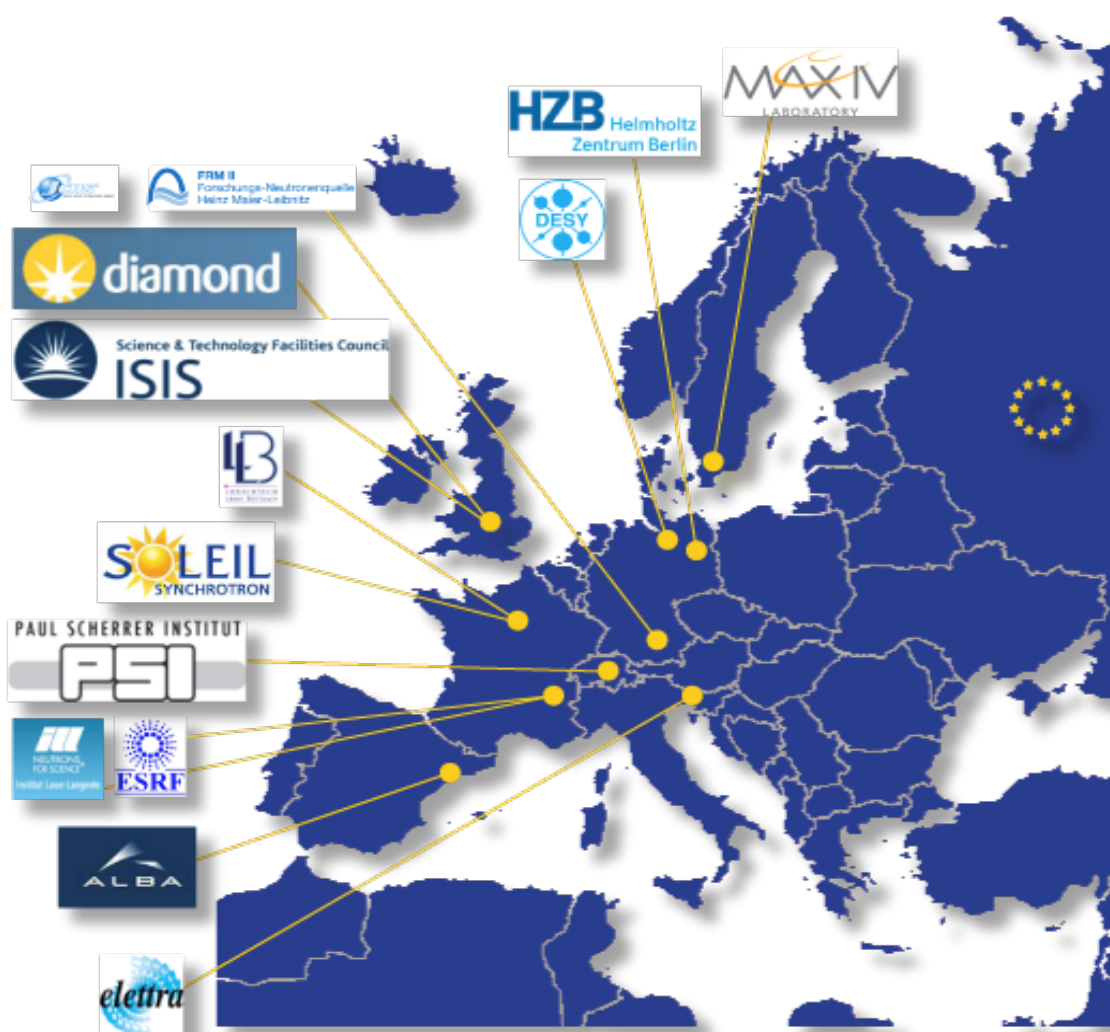 MAX IV
LABORATORY
HZB Helmholtz
Zentrum Berlin
FRM II
Forschungs-Neutronenquelle
Heinz Maier-Leibnitz
DESY
diamond
Science & Technology Facilities Council
ISIS
LLB
SOLEIL
SYNCHROTRON
PAUL SCHERRER INSTITUT
PSI
ill
NEUTRONS
FOR SCIENCE
Institut Laue-Langevin
ESRF
ALBA
elettra